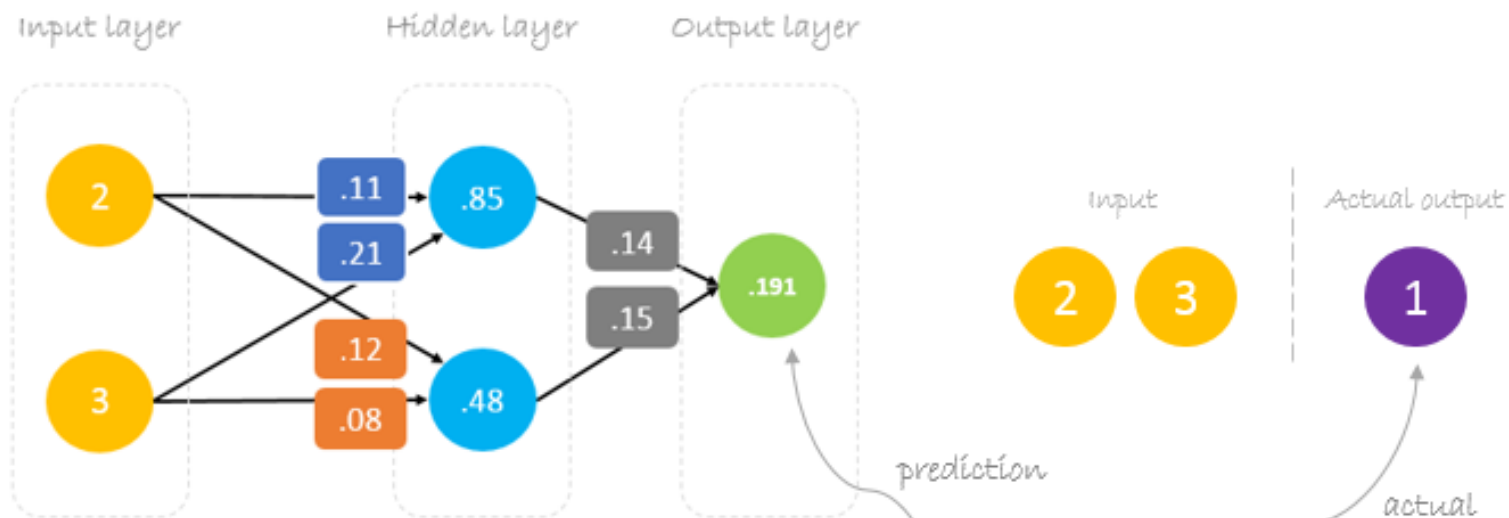 Input layer Hidden layer Output layer
2 .11 .85
.21 .14
.191
.15
.12
3 .48
.08
Input Actual output
2 3 1
prediction
actual